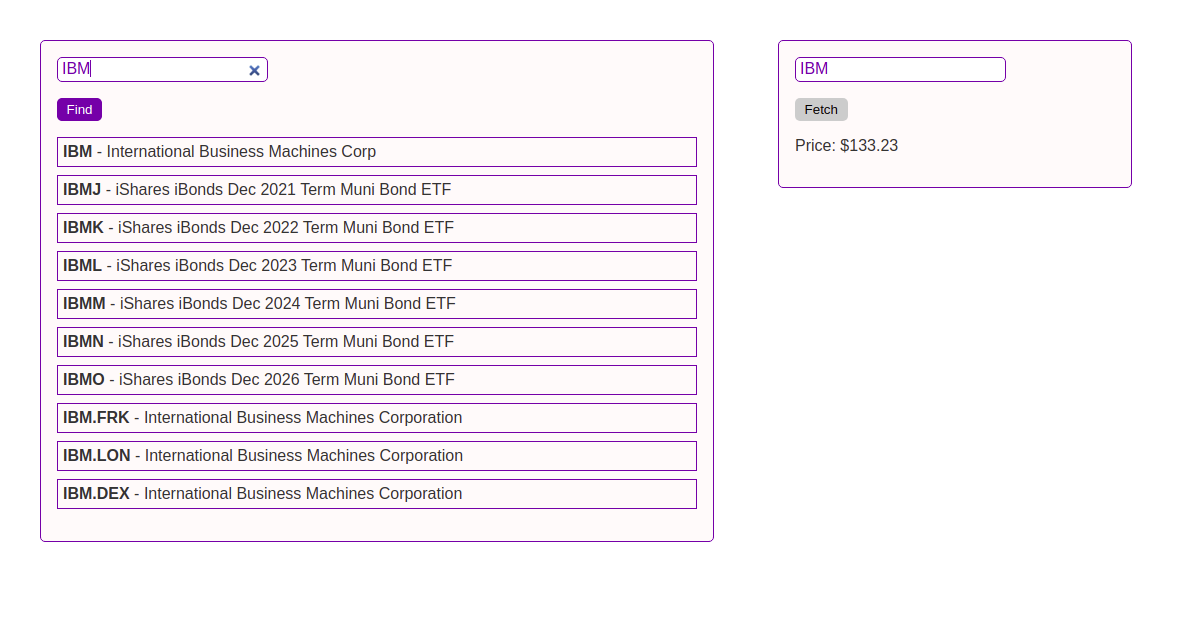 IBM
Find
IBM - International Business Machines Corp
IBMJ - iShares iBonds Dec 2021 Term Muni Bond ETF
IBMK - iShares iBonds Dec 2022 Term Muni Bond ETF
IBML - iShares iBonds Dec 2023 Term Muni Bond ETF
IBMM - iShares iBonds Dec 2024 Term Muni Bond ETF
IBMN - iShares iBonds Dec 2025 Term Muni Bond ETF
IBMO - iShares iBonds Dec 2026 Term Muni Bond ETF
IBM.FRK - International Business Machines Corporation
IBM.LON - International Business Machines Corporation
IBM.DEX - International Business Machines Corporation
IBM
Fetch
Price: $133.23